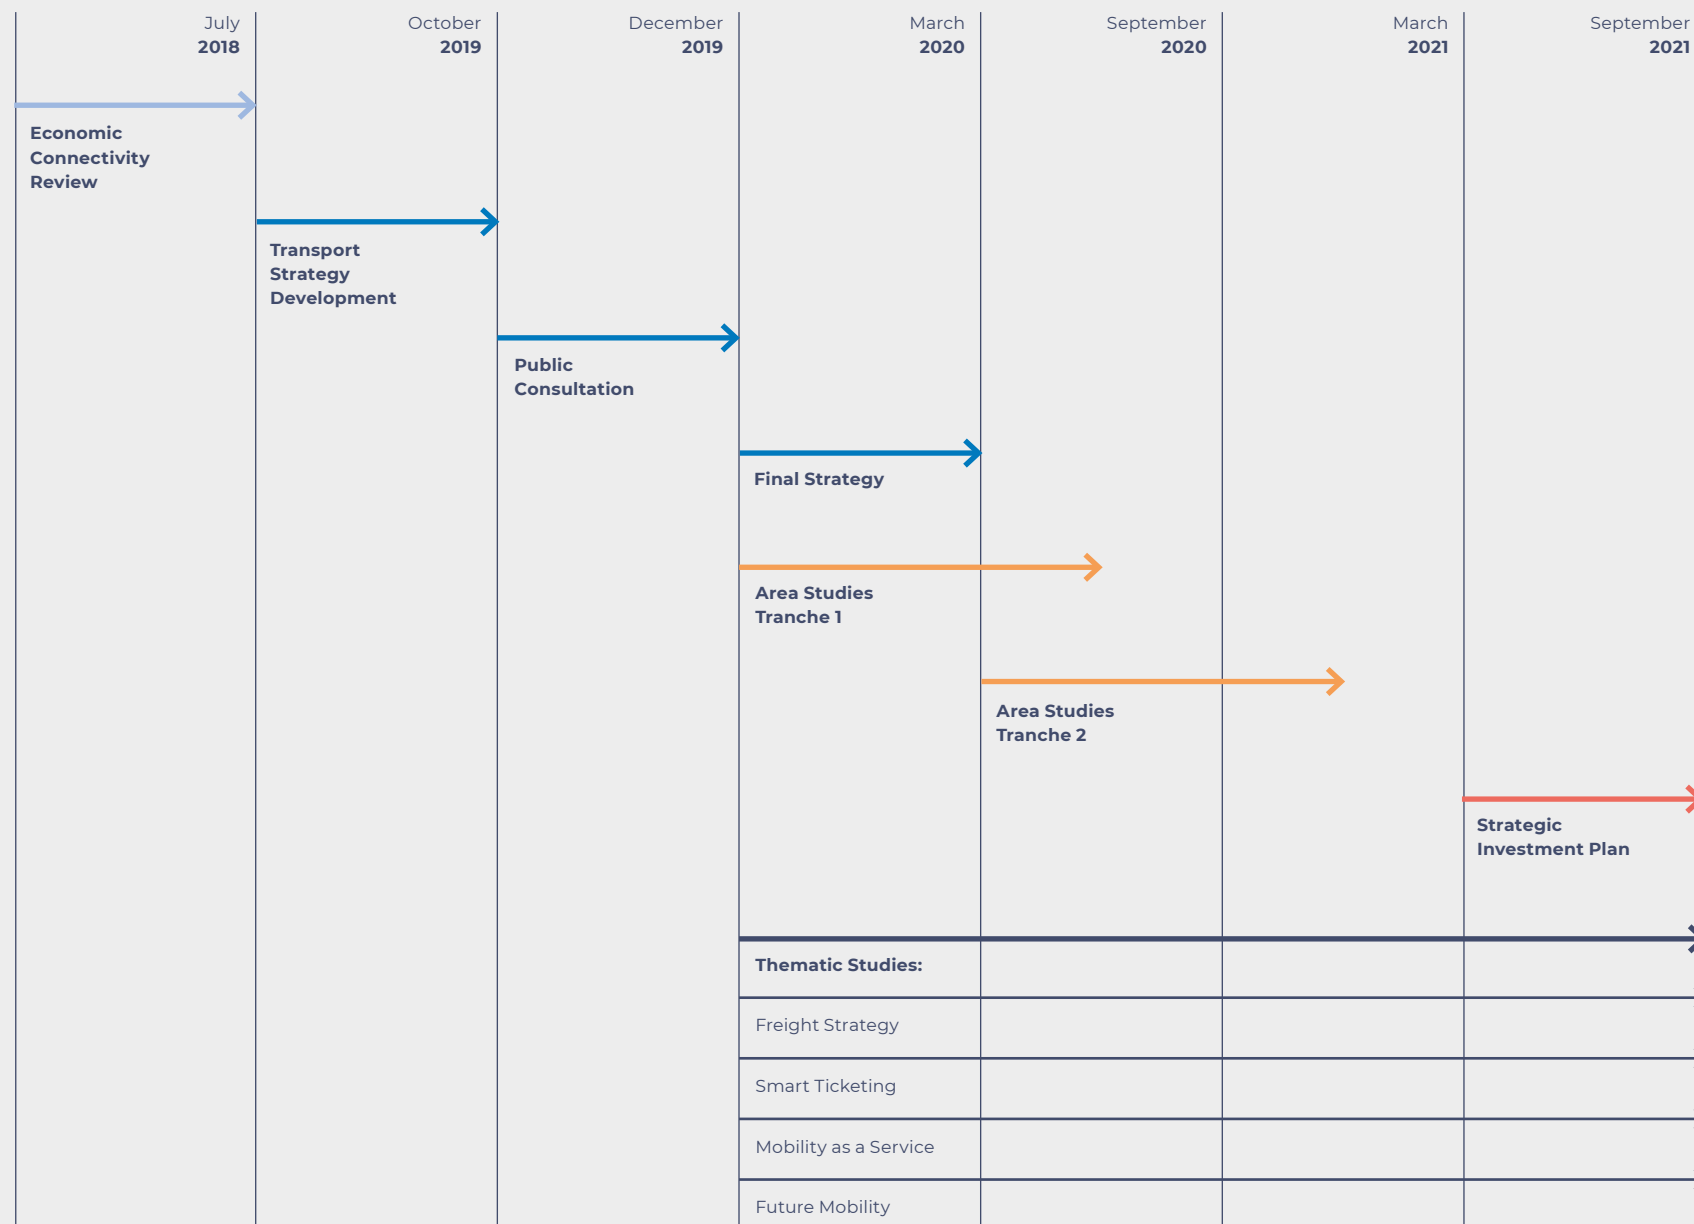 July
2018
October
2019
December
2019
March
2020
September
2020
March
2021
September
2021
Economic
Connectivity
Review
Transport
Strategy
Development
Public
Consultation
Final Strategy
Area Studies
Tranche 1
Area Studies
Tranche 2
Strategic
Investment Plan
Thematic Studies:
Freight Strategy
Smart Ticketing
Mobility as a Service
Future Mobility